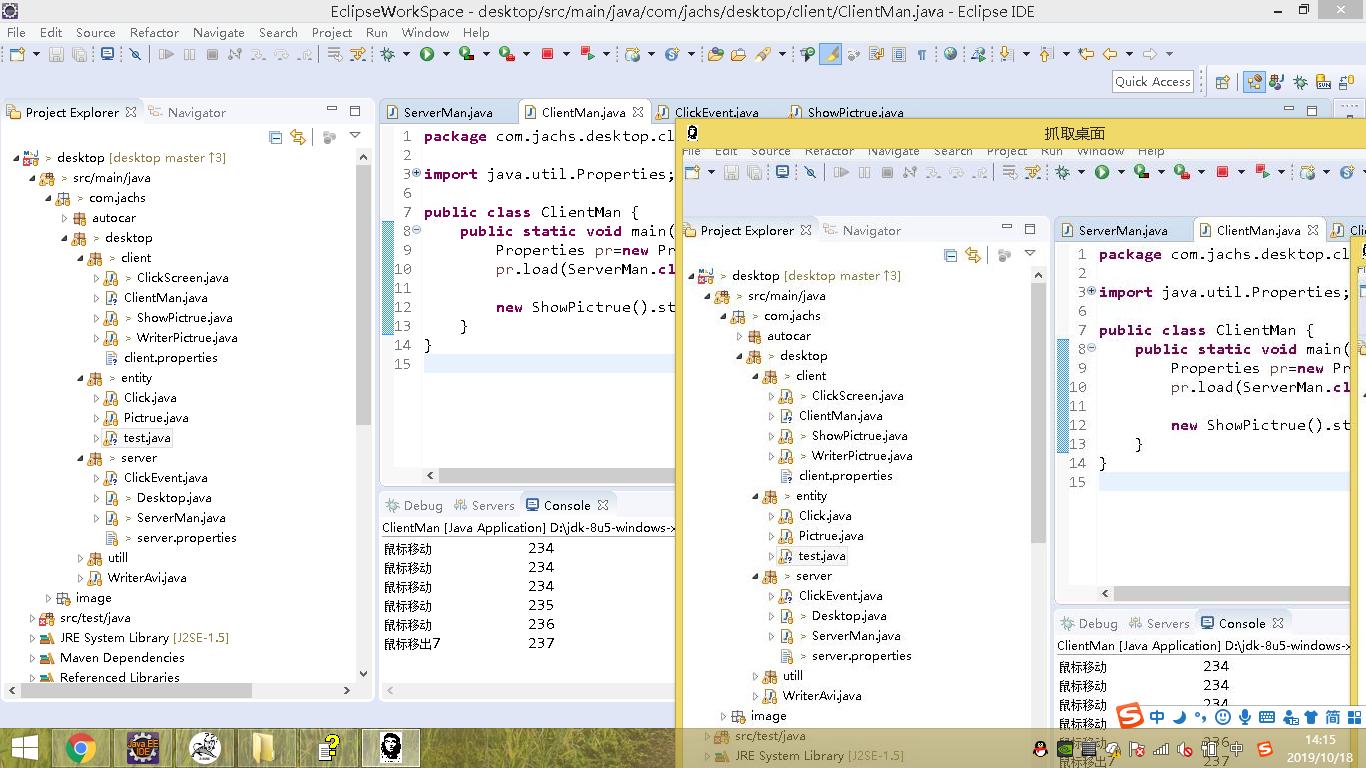 EclipseWorkSpace - desktop/src/main/java/com/jachs/desktop/client/ClientMan.java - Eclipse IDE
File Edit Source Refactor Navigate Search Project Run Window Help
Quick Access
Project Explorer Navigator
> desktop [desktop master ↑3]
> src/main/java
> com.jachs
autocar
> desktop
> client
> ClickScreen.java
ClientMan.java
> ShowPictrue.java
> WriterPictrue.java
client.properties
> entity
Click.java
Pictrue.java
test.java
> server
ClickEvent.java
> Desktop.java
> ServerMan.java
> server.properties
utill
WriterAvi.java
image
src/test/java
JRE System Library [J2SE-1.5]
Maven Dependencies
Referenced Libraries
ServerMan.java ClientMan.java ClickEvent.java ShowPictrue.java
1 package com.jachs.desktop.cl
2
3 import java.util.Properties;
6
7 public class ClientMan {
8 public static void main(
9 Properties pr=new Pr
10 pr.load(ServerMan.cl
11
12 new ShowPictrue().st
13 }
14 }
15
Debug Servers Console
ClientMan [Java Application] D:\jdk-8u5-windows-x
鼠标移动 234
鼠标移动 234
鼠标移动 234
鼠标移动 235
鼠标移动 236
鼠标移出7 237
抓取桌面
File Edit Source Refactor Navigate Search Project Run Window Help
Project Explorer Navigator
> desktop [desktop master ↑3]
> src/main/java
> com.jachs
autocar
> desktop
> client
> ClickScreen.java
ClientMan.java
> ShowPictrue.java
> WriterPictrue.java
client.properties
> entity
Click.java
Pictrue.java
test.java
> server
ClickEvent.java
> Desktop.java
> ServerMan.java
> server.properties
utill
WriterAvi.java
image
src/test/java
JRE System Library [J2SE-1.5]
ServerMan.java ClientMan.java Cli
1 package com.jachs.desktop.cl
2
3 import java.util.Properties;
6
7 public class ClientMan {
8 public static void main(
9 Properties pr=new Pr
10 pr.load(ServerMan.cl
11
12 new ShowPictrue().st
13 }
14 }
15
Debug Servers Console
ClientMan [Java Application] D:\jdk-8u5-windows-x
鼠标移动 234
鼠标移动 234
鼠标移动 234
鼠标移动
236
鼠标移出7 237
S 中 简
Java EE IDE
中 S
14:15
2019/10/18